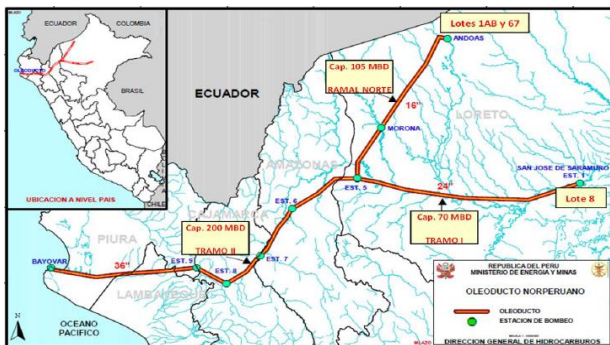 ECUADOR
COLOMBIA
OLEODUCTO
BRASIL
CHILE
UBICACION A NIVEL PAIS
Lotes 1AB y 67
ANDOAS
Cap. 105 MBD
RAMAL NORTE
ECUADOR
16"
LORETO
MORONA
AMAZONAS
SAN JOSE DE SARAMURO
EST. 1
EST. 5
24"
Lote 8
EST. 6
CAJAMARCA
Cap. 200 MBD
TRAMO II
Cap. 70 MBD
TRAMO I
PIURA
EST. 7
BAYOVAR
36"
EST. 9
EST. 8
LAMBAYEQUE
OCEANO
PACIFICO
N
REPUBLICA DEL PERU
MINISTERIO DE ENERGIA Y MINAS
OLEODUCTO NORPERUANO
OLEODUCTO
ESTACION DE BOMBEO
DIRECCION GENERAL DE HIDROCARBUROS